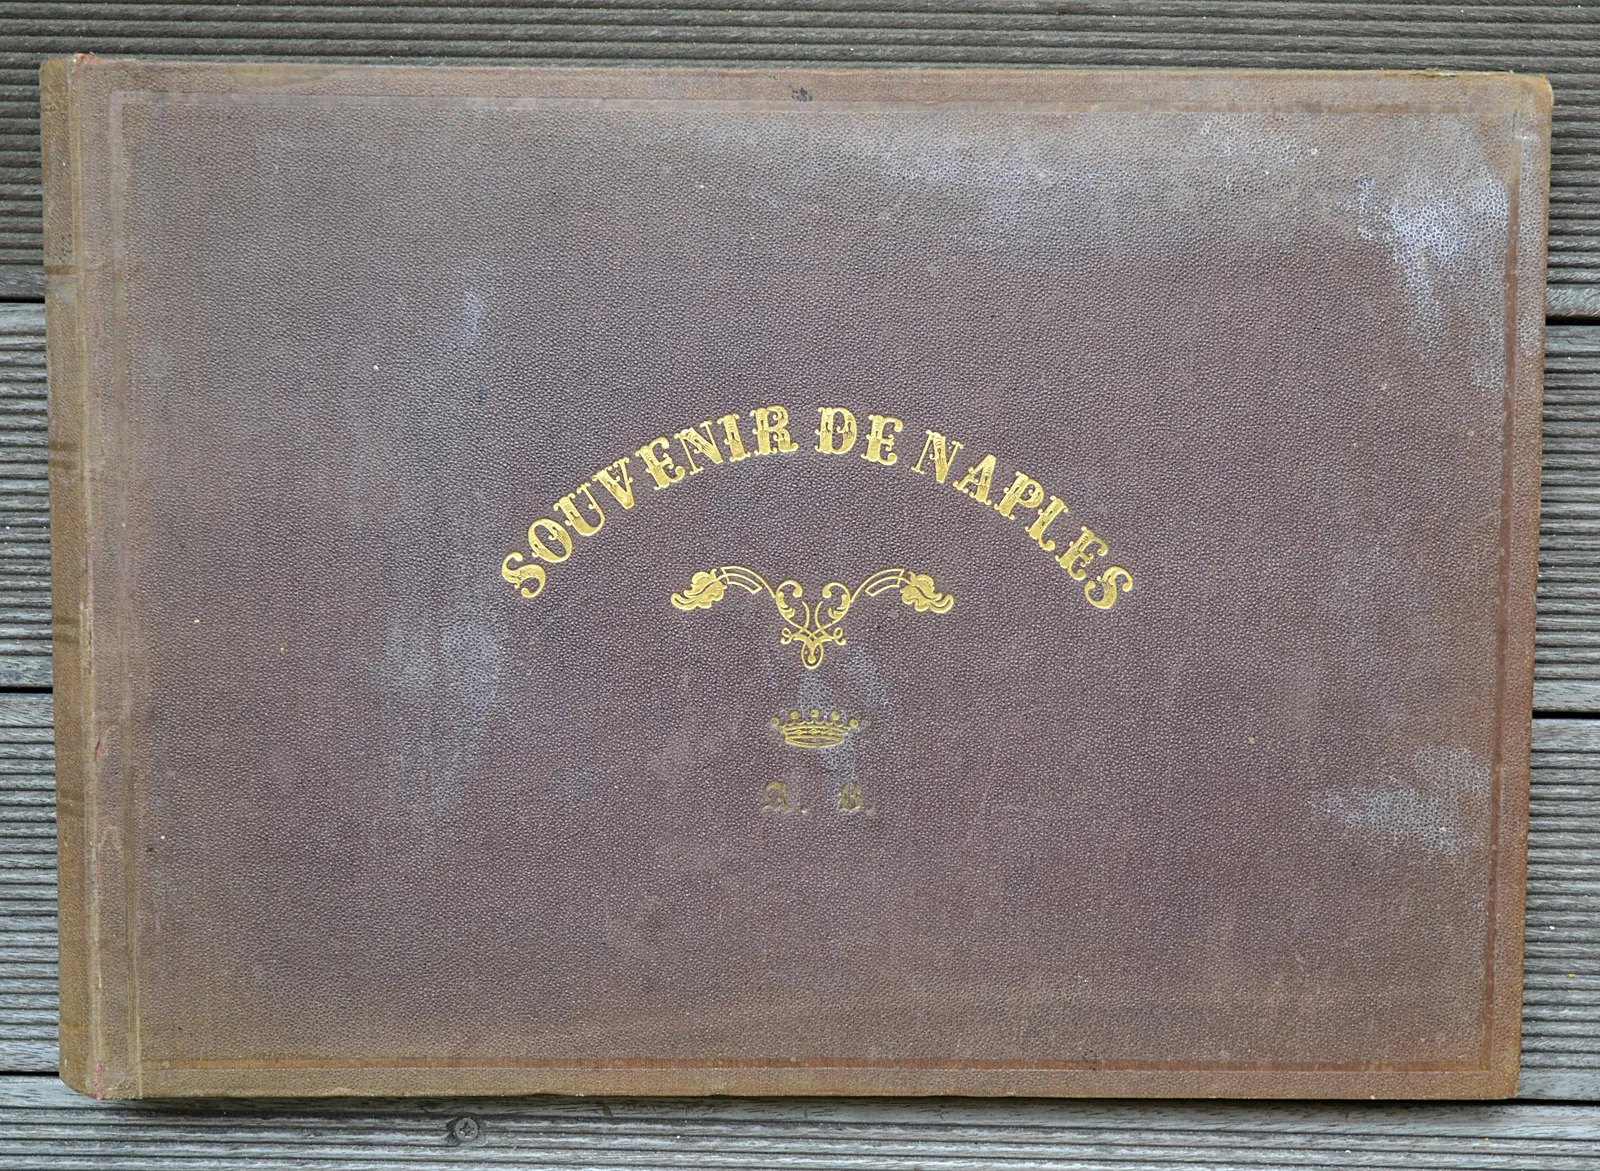 SOUVENIR DE NAPLES
A. B.